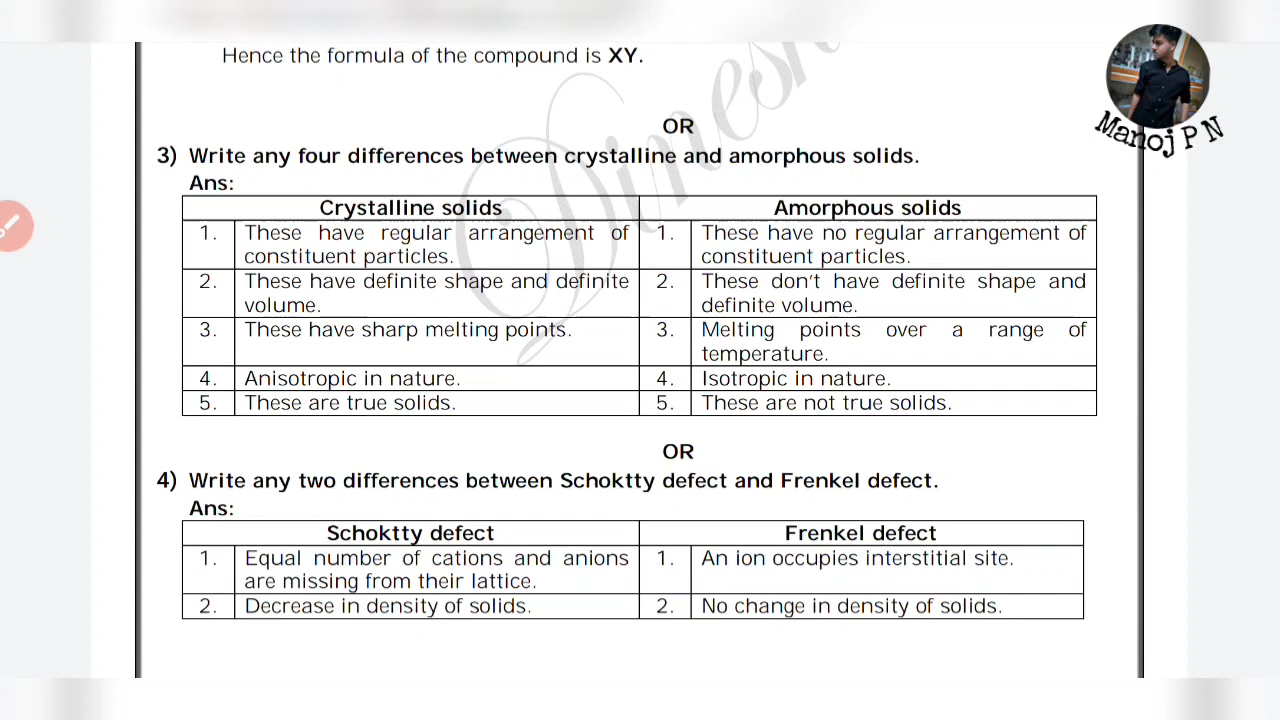 Hence the formula of the compound is XY.
Manoj P N
Dinesh
OR
3) Write any four differences between crystalline and amorphous solids.
Ans:
Crystalline solids
Amorphous solids
1. These have regular arrangement of
constituent particles.
1. These have no regular arrangement of
constituent particles.
2. These have definite shape and definite
volume.
2. These don't have definite shape and
definite volume.
3. These have sharp melting points.
3. Melting points over a range of
temperature.
4. Anisotropic in nature.
4. Isotropic in nature.
5. These are true solids.
5. These are not true solids.
OR
4) Write any two differences between Schoktty defect and Frenkel defect.
Ans:
Schoktty defect
Frenkel defect
1. Equal number of cations and anions
are missing from their lattice.
1. An ion occupies interstitial site.
2. Decrease in density of solids.
2. No change in density of solids.